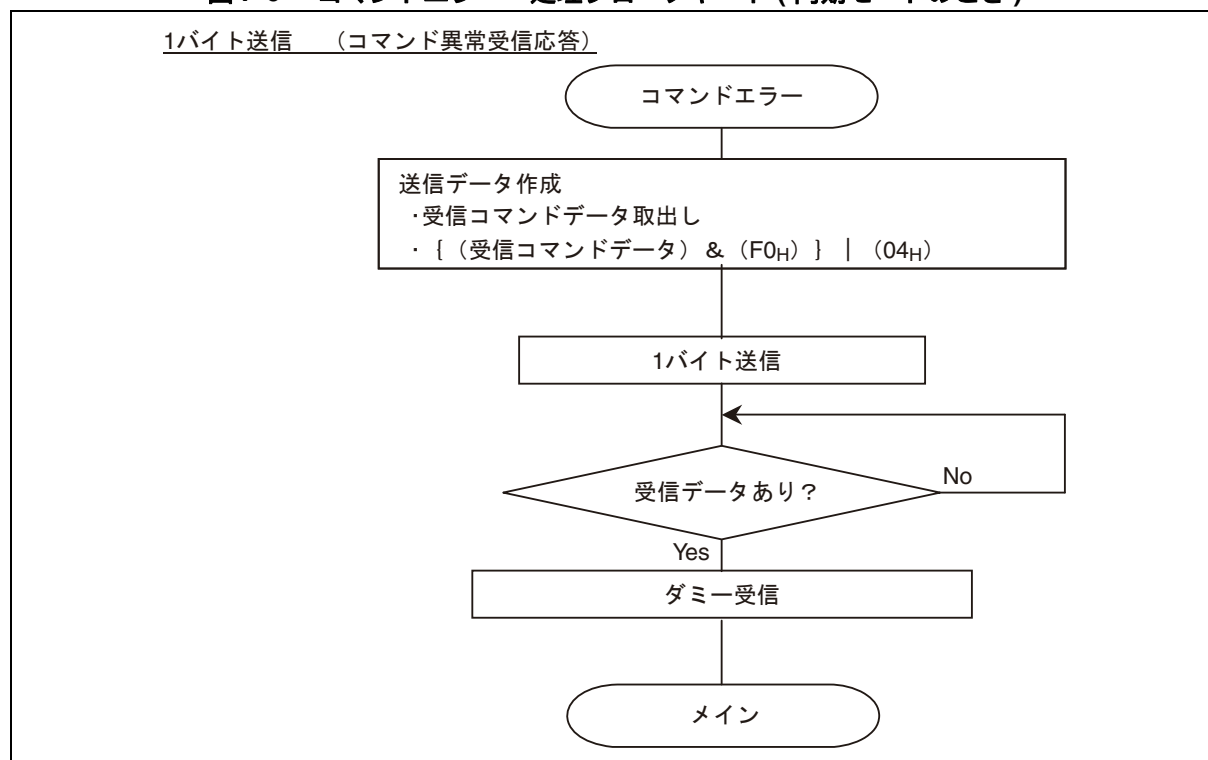 1バイト送信　（コマンド異常受信応答）
コマンドエラー
送信データ作成
・受信コマンドデータ取出し
・｛（受信コマンドデータ）＆（F0H）｝｜（04H）
1バイト送信
受信データあり？
No
Yes
ダミー受信
メイン